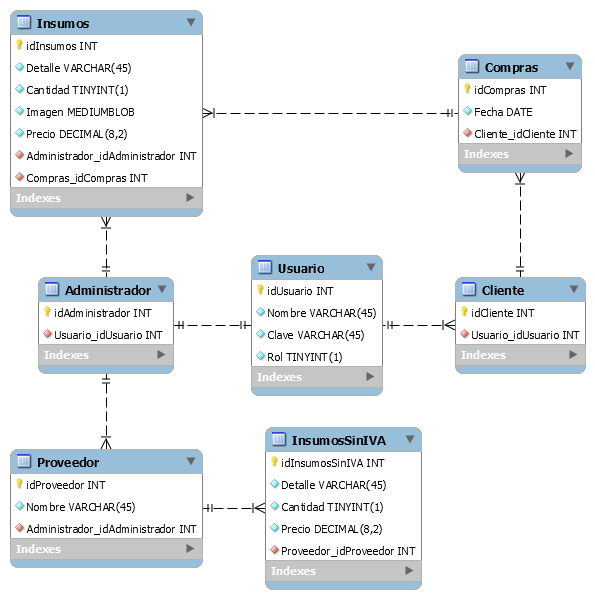 Insumos
idInsumos INT
Detalle VARCHAR(45)
Cantidad TINYINT(1)
Imagen MEDIUMBLOB
Precio DECIMAL(8,2)
Administrador_idAdministrador INT
Compras_idCompras INT
Indexes
Compras
idCompras INT
Fecha DATE
Cliente_idCliente INT
Indexes
Administrador
idAdministrador INT
Usuario_idUsuario INT
Indexes
Usuario
idUsuario INT
Nombre VARCHAR(45)
Clave VARCHAR(45)
Rol TINYINT(1)
Indexes
Cliente
idCliente INT
Usuario_idUsuario INT
Indexes
Proveedor
idProveedor INT
Nombre VARCHAR(45)
Administrador_idAdministrador INT
Indexes
InsumosSinIVA
idInsumosSinIVA INT
Detalle VARCHAR(45)
Cantidad TINYINT(1)
Precio DECIMAL(8,2)
Proveedor_idProveedor INT
Indexes